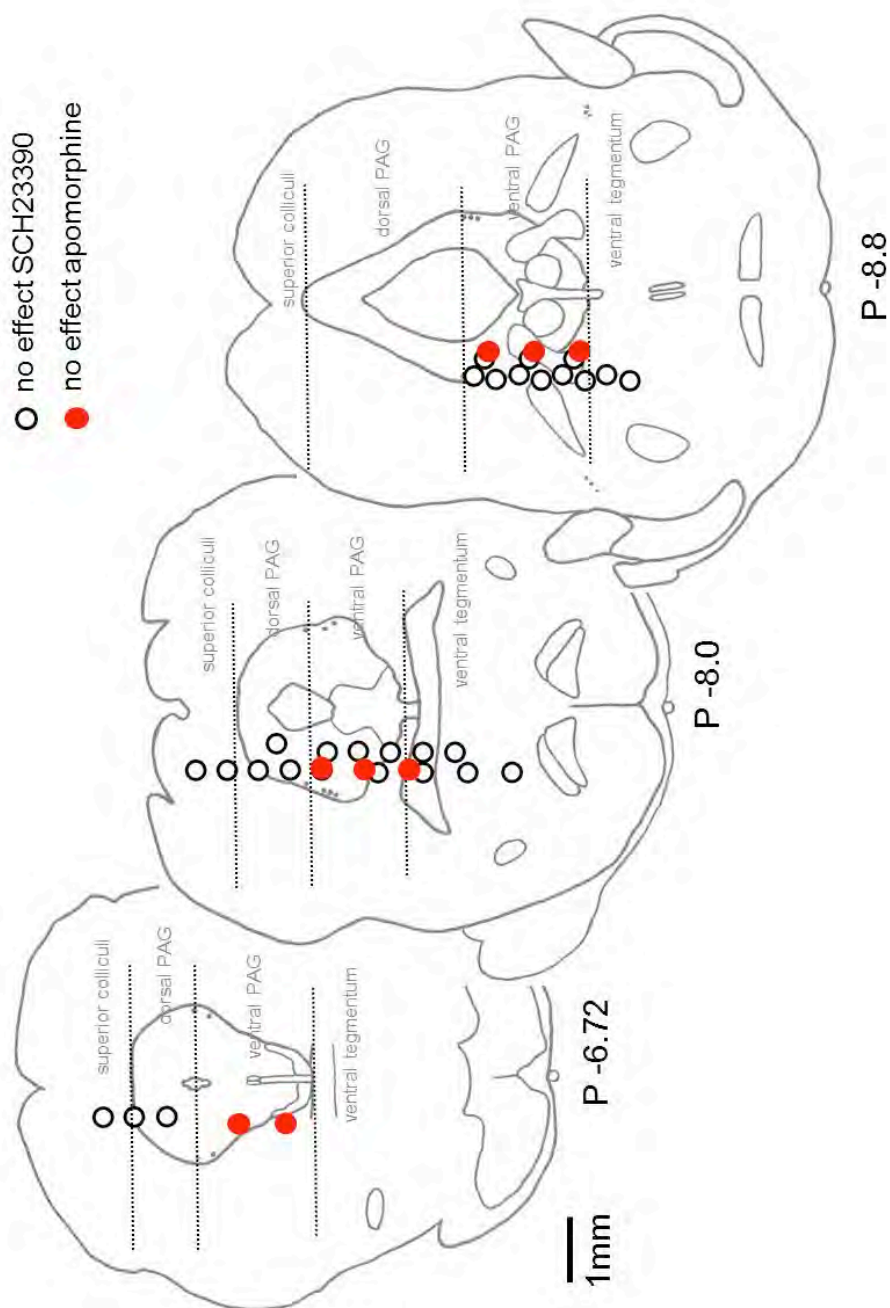 no effect SCH23390
no effect apomorphine
superior colliculi
dorsal PAG
ventral PAG
ventral tegmentum
P -6.72
1mm
superior colliculi
dorsal PAG
ventral PAG
ventral tegmentum
P -8.0
superior colliculi
dorsal PAG
ventral PAG
ventral tegmentum
P -8.8